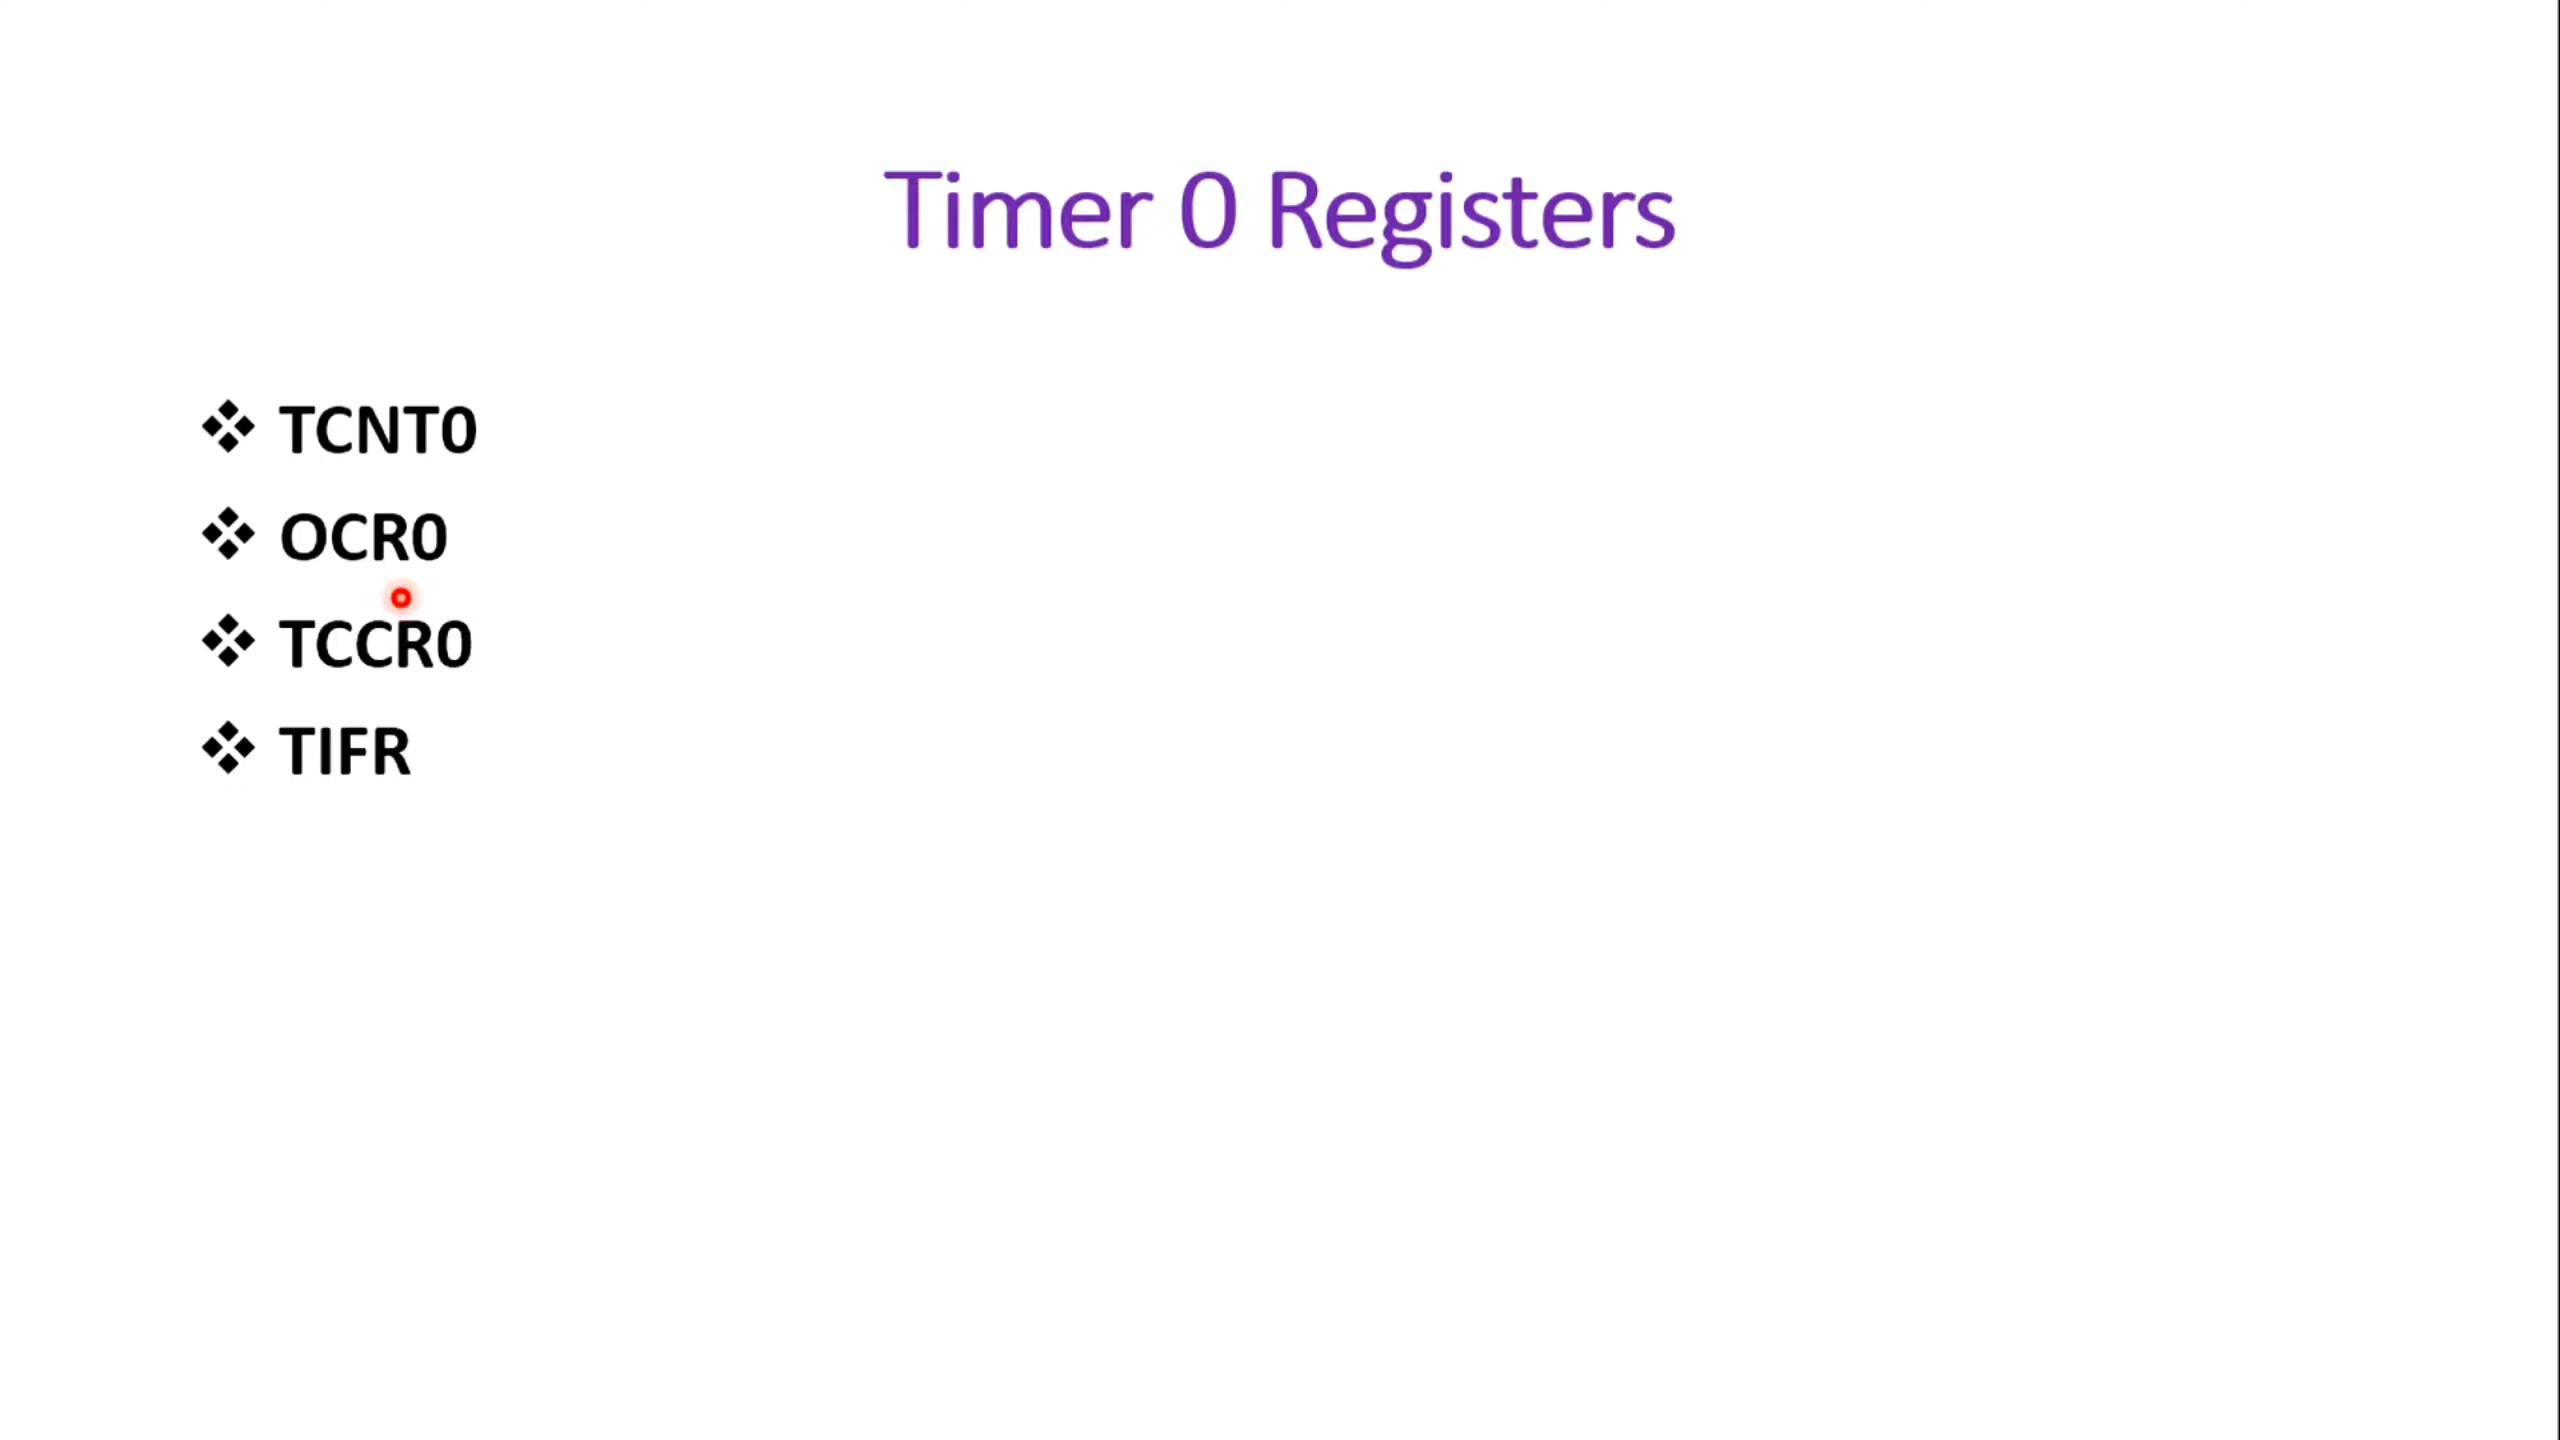 Timer 0 Registers
❖ TCNT0
❖ OCR0
❖ TCCR0
❖ TIFR